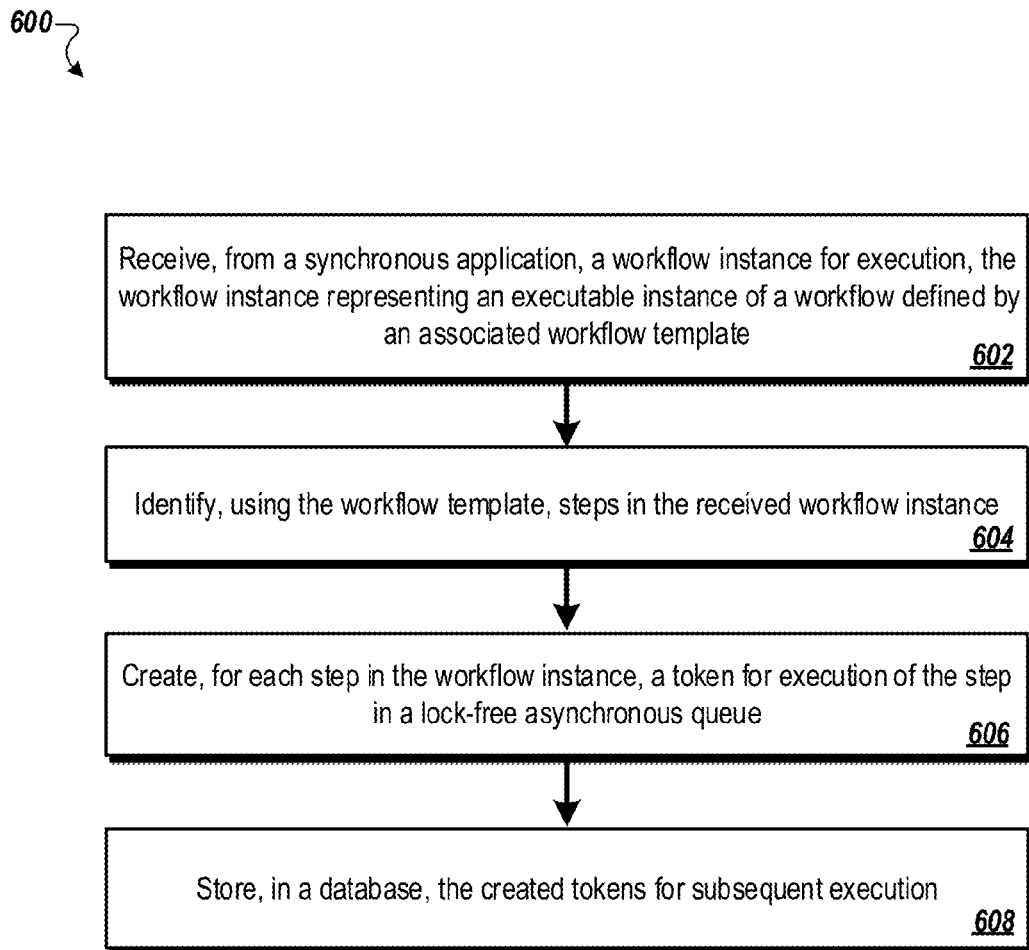 600
Receive, from a synchronous application, a workflow instance for execution, the
workflow instance representing an executable instance of a workflow defined by
an associated workflow template
602
Identify, using the workflow template, steps in the received workflow instance
604
Create, for each step in the workflow instance, a token for execution of the step
in a lock-free asynchronous queue
606
Store, in a database, the created tokens for subsequent execution
608